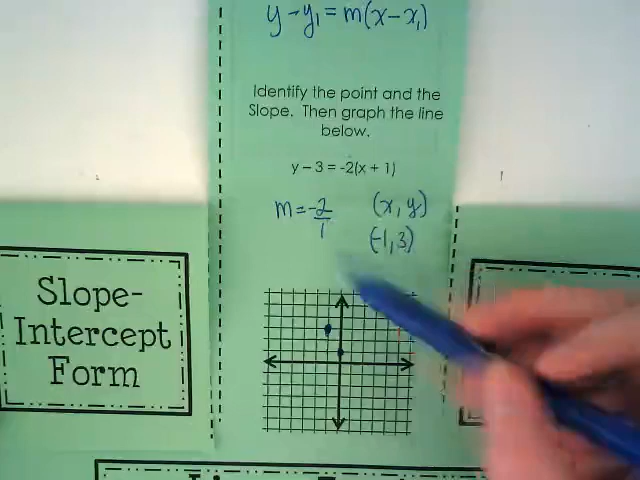 y - y₁ = m(x - x₁)
Identify the point and the
Slope. Then graph the line
below.
y – 3 = -2(x + 1)
m = -2/1
(x, y)
(-1, 3)
Slope-
Intercept
Form